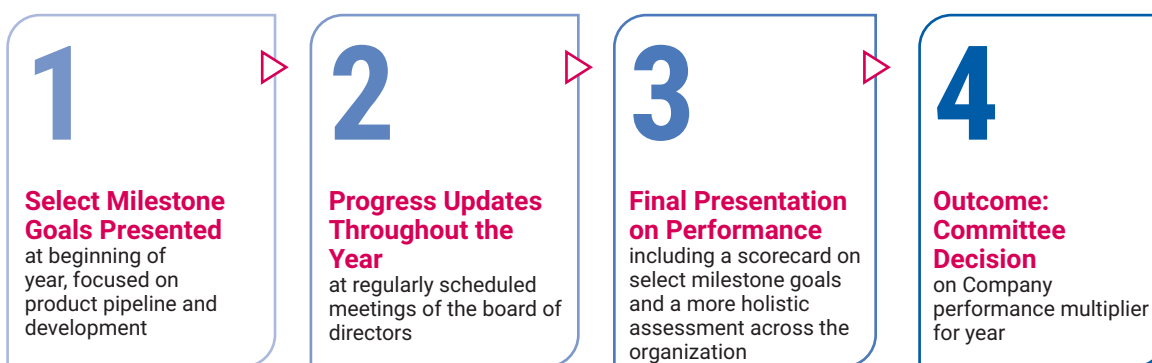 1
Select Milestone
Goals Presented
at beginning of
year, focused on
product pipeline and
development
2
Progress Updates
Throughout the
Year
at regularly scheduled
meetings of the board of
directors
3
Final Presentation
on Performance
including a scorecard on
select milestone goals
and a more holistic
assessment across the
organization
4
Outcome:
Committee
Decision
on Company
performance multiplier
for year